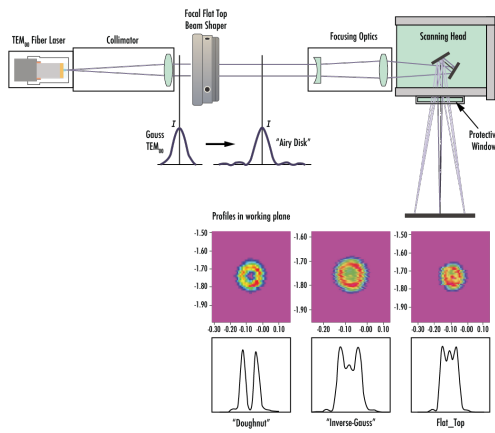 Focal Flat Top
Beam Shaper
TEM00 Fiber Laser
Collimator
Focusing Optics
Scanning Head
I
I
Gauss
TEM00
"Airy Disk"
Protective
Window
Profiles in working plane
-1.50
-1.60
-1.70
-1.80
-1.90
-0.30 -0.20 -0.10 -0.00 0.10
-1.60
-1.70
-1.80
-1.90
-0.20 -0.10 -0.00 0.10
-1.50
-1.60
-1.70
-1.80
-1.90
-0.20 -0.10 -0.00 0.10
"Doughnut"
"Inverse-Gauss"
Flat_Top